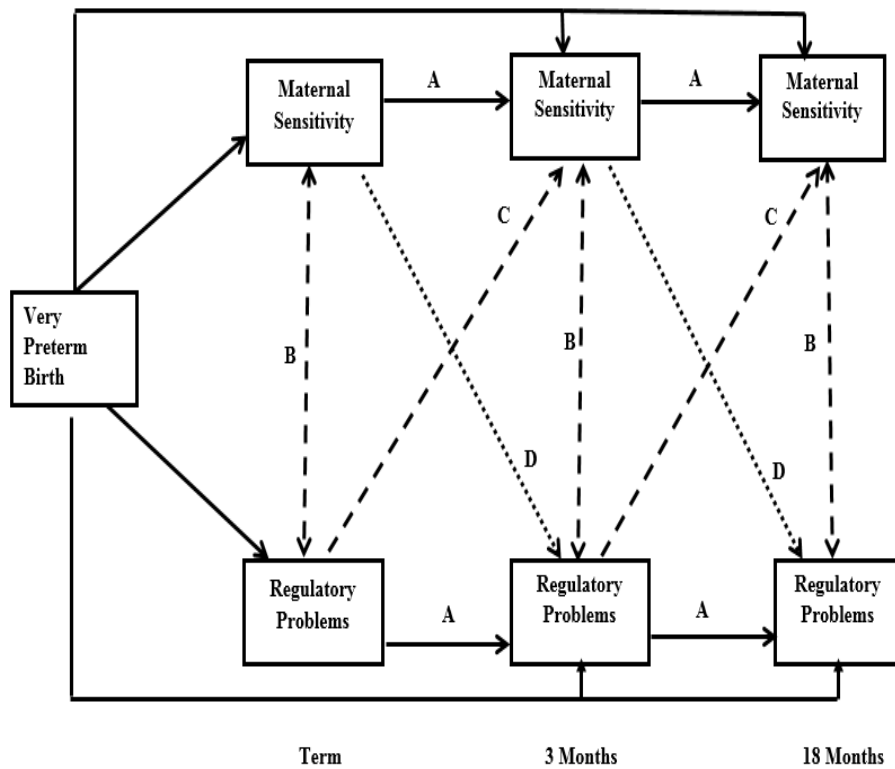 Maternal
Sensitivity
A
Maternal
Sensitivity
A
Maternal
Sensitivity
C
C
Very
Preterm
Birth
B
B
B
D
D
Regulatory
Problems
A
Regulatory
Problems
A
Regulatory
Problems
Term
3 Months
18 Months